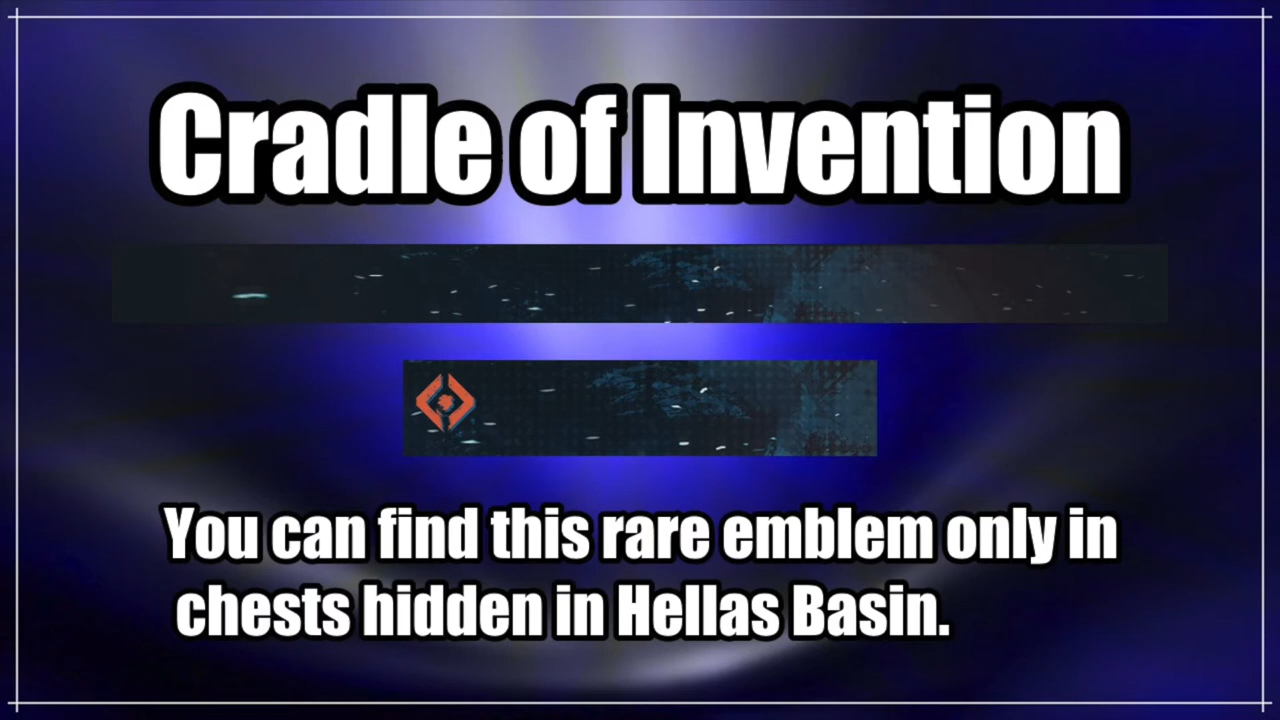 Cradle of Invention
You can find this rare emblem only in
chests hidden in Hellas Basin.